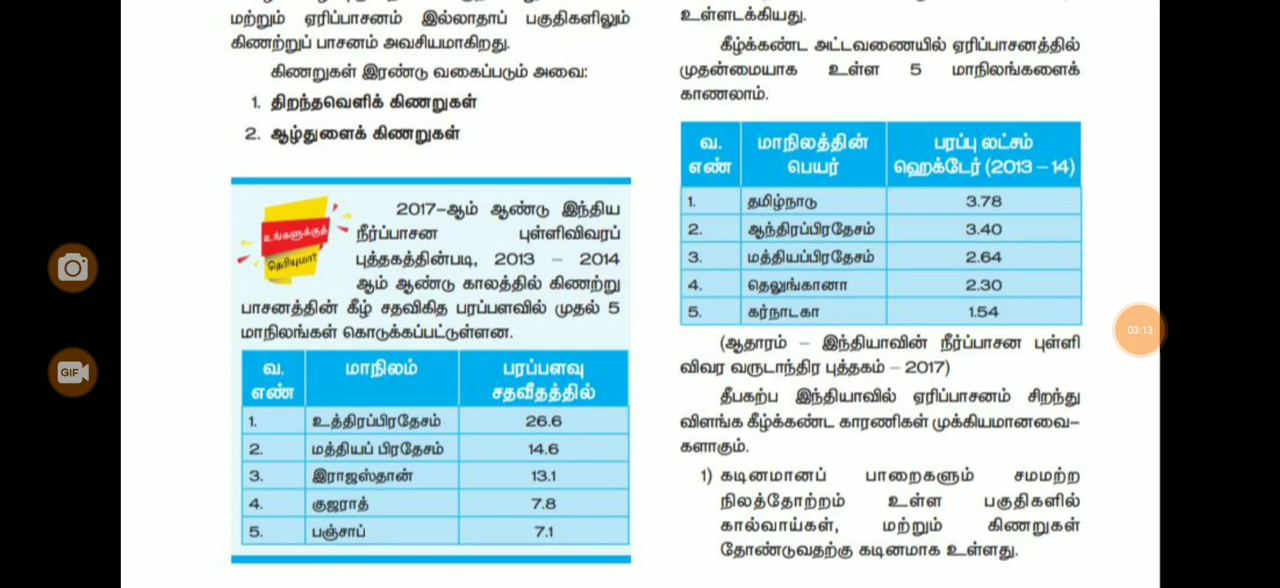 மற்றும் ஏரிப்பாசனம் இல்லாதாப் பகுதிகளிலும்
கிணற்றுப் பாசனம் அவசியமாகிறது.
கிணறுகள் இரண்டு வகைப்படும் அவை:
1. திறந்தவெளிக் கிணறுகள்
2. ஆழ்துளைக் கிணறுகள்
உங்களுக்குத்
தெரியுமா?
2017–ஆம் ஆண்டு இந்திய
நீர்ப்பாசன புள்ளிவிவரப்
புத்தகத்தின்படி, 2013 – 2014
ஆம் ஆண்டு காலத்தில் கிணற்று
பாசனத்தின் கீழ் சதவிகித பரப்பளவில் முதல் 5
மாநிலங்கள் கொடுக்கப்பட்டுள்ளன.
வ. எண் மாநிலம் பரப்பளவு சதவீதத்தில்
1. உத்திரப்பிரதேசம் 26.6
2. மத்தியப் பிரதேசம் 14.6
3. இராஜஸ்தான் 13.1
4. குஜராத் 7.8
5. பஞ்சாப் 7.1
உள்ளடக்கியது.
கீழ்க்கண்ட அட்டவணையில் ஏரிப்பாசனத்தில்
முதன்மையாக உள்ள 5 மாநிலங்களைக்
காணலாம்.
வ. எண் மாநிலத்தின் பெயர் பரப்பு லட்சம் ஹெக்டேர் (2013 – 14)
1. தமிழ்நாடு 3.78
2. ஆந்திரப்பிரதேசம் 3.40
3. மத்தியப்பிரதேசம் 2.64
4. தெலுங்கானா 2.30
5. கர்நாடகா 1.54
(ஆதாரம் – இந்தியாவின் நீர்ப்பாசன புள்ளி
விவர வருடாந்திர புத்தகம் – 2017)
தீபகற்ப இந்தியாவில் ஏரிப்பாசனம் சிறந்து
விளங்க கீழ்க்கண்ட காரணிகள் முக்கியமானவை–
களாகும்.
1) கடினமானப் பாறைகளும் சமமற்ற
நிலத்தோற்றம் உள்ள பகுதிகளில்
கால்வாய்கள், மற்றும் கிணறுகள்
தோண்டுவதற்கு கடினமாக உள்ளது.
GIF
03:13